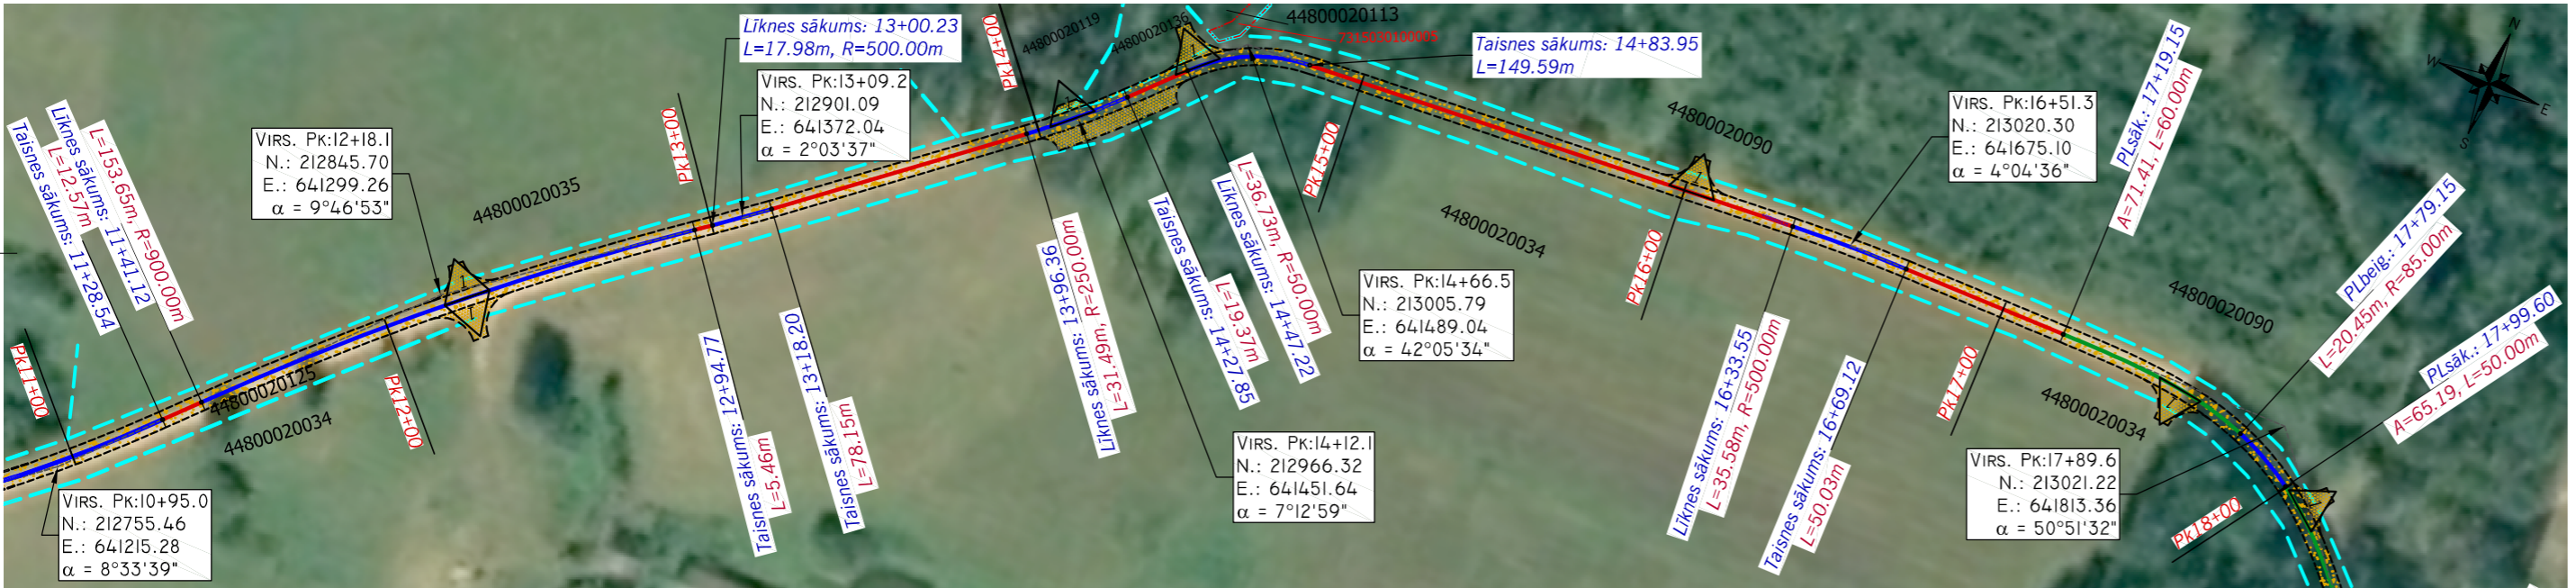 Līknes sākums: 13+00.23
L=17.98m, R=500.00m
VIRS. Pk:13+09.2
N.: 212901.09
E.: 641372.04
α = 2°03'37"
Pk14+00
44800020119
44800020136
44800020113
7315030100005
Taisnes sākums: 14+83.95
L=149.59m
44800020090
VIRS. Pk:16+51.3
N.: 213020.30
E.: 641675.10
α = 4°04'36"
PLsāk.: 17+19.15
A=71.41, L=60.00m
N
W
E
S
Taisnes sākums: 11+28.54
L=12.57m
Līknes sākums: 11+41.12
L=153.65m, R=900.00m
VIRS. Pk:12+18.1
N.: 212845.70
E.: 641299.26
α = 9°46'53"
44800020035
Pk13+00
Pk15+00
44800020034
Pk16+00
PLbeig.: 17+79.15
L=20.45m, R=85.00m
44800020090
PLsāk.: 17+99.60
A=65.19, L=50.00m
Pk11+00
44800020125
44800020034
Pk12+00
1
1
1
1
1
Taisnes sākums: 12+94.77
L=5.46m
Taisnes sākums: 13+18.20
L=78.15m
Līknes sākums: 13+96.36
L=31.49m, R=250.00m
Taisnes sākums: 14+27.85
L=19.37m
Līknes sākums: 14+47.22
L=36.73m, R=50.00m
VIRS. Pk:14+66.5
N.: 213005.79
E.: 641489.04
α = 42°05'34"
Līknes sākums: 16+33.55
L=35.58m, R=500.00m
Taisnes sākums: 16+69.12
L=50.03m
Pk17+00
44800020034
VIRS. Pk:10+95.0
N.: 212755.46
E.: 641215.28
α = 8°33'39"
VIRS. Pk:14+12.1
N.: 212966.32
E.: 641451.64
α = 7°12'59"
VIRS. Pk:17+89.6
N.: 213021.22
E.: 641813.36
α = 50°51'32"
Pk18+00